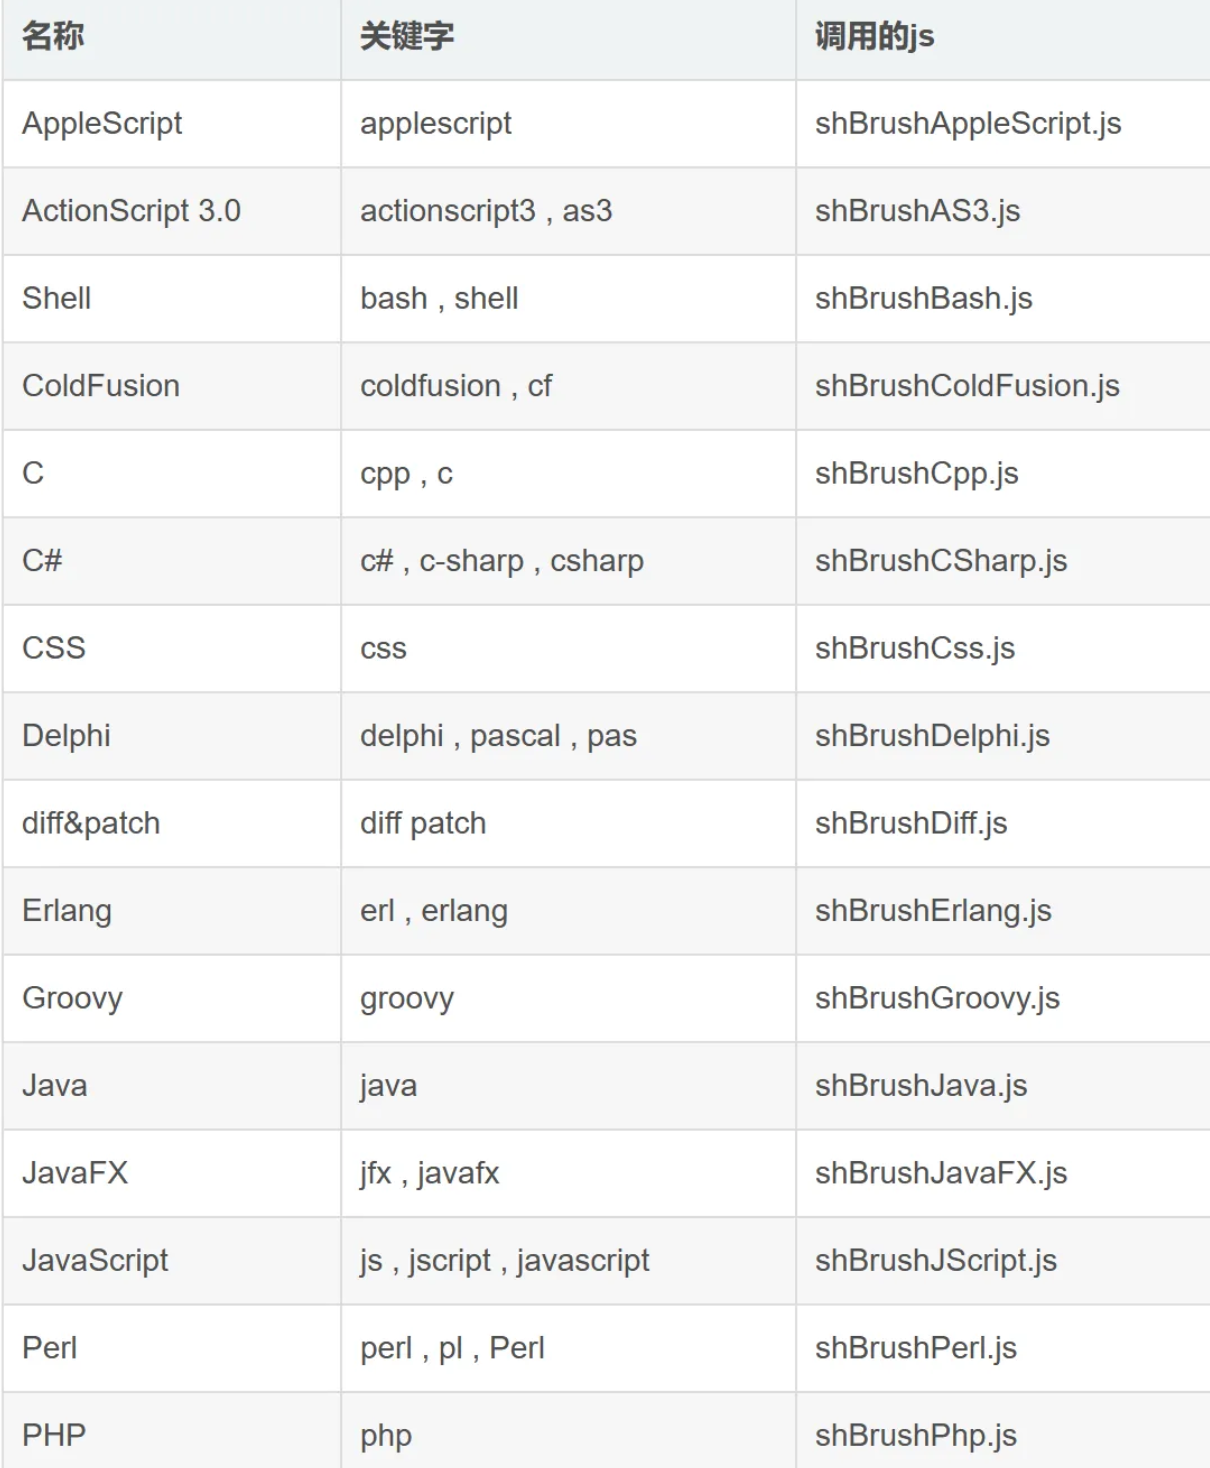 名称 关键字 调用的js
AppleScript applescript shBrushAppleScript.js
ActionScript 3.0 actionscript3 , as3 shBrushAS3.js
Shell bash , shell shBrushBash.js
ColdFusion coldfusion , cf shBrushColdFusion.js
C cpp , c shBrushCpp.js
C# c# , c-sharp , csharp shBrushCSharp.js
CSS css shBrushCss.js
Delphi delphi , pascal , pas shBrushDelphi.js
diff&patch diff patch shBrushDiff.js
Erlang erl , erlang shBrushErlang.js
Groovy groovy shBrushGroovy.js
Java java shBrushJava.js
JavaFX jfx , javafx shBrushJavaFX.js
JavaScript js , jscript , javascript shBrushJScript.js
Perl perl , pl , Perl shBrushPerl.js
PHP php shBrushPhp.js